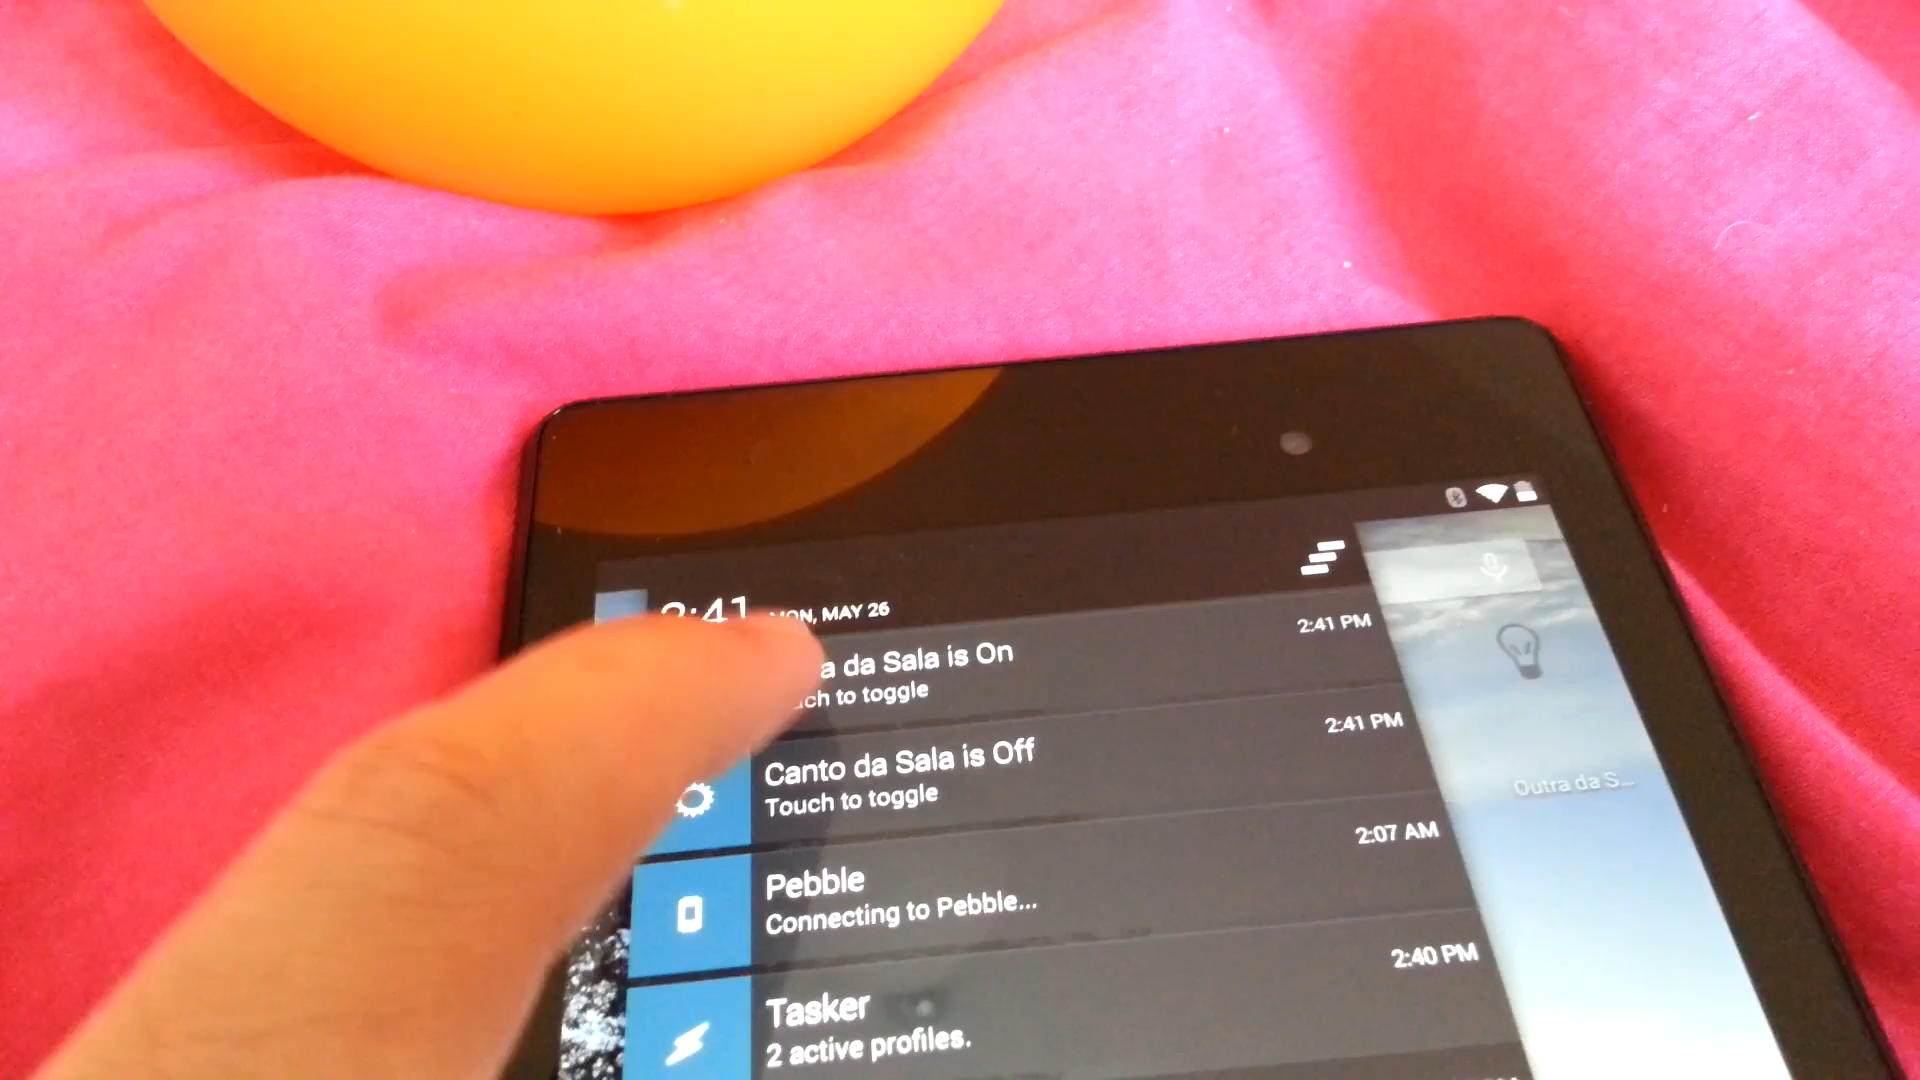 2:41 MON, MAY 26
da Sala is On
2:41 PM
to toggle
Canto da Sala is Off
2:41 PM
Touch to toggle
Pebble
2:07 AM
Connecting to Pebble...
Tasker
2:40 PM
2 active profiles.
Outra da S...